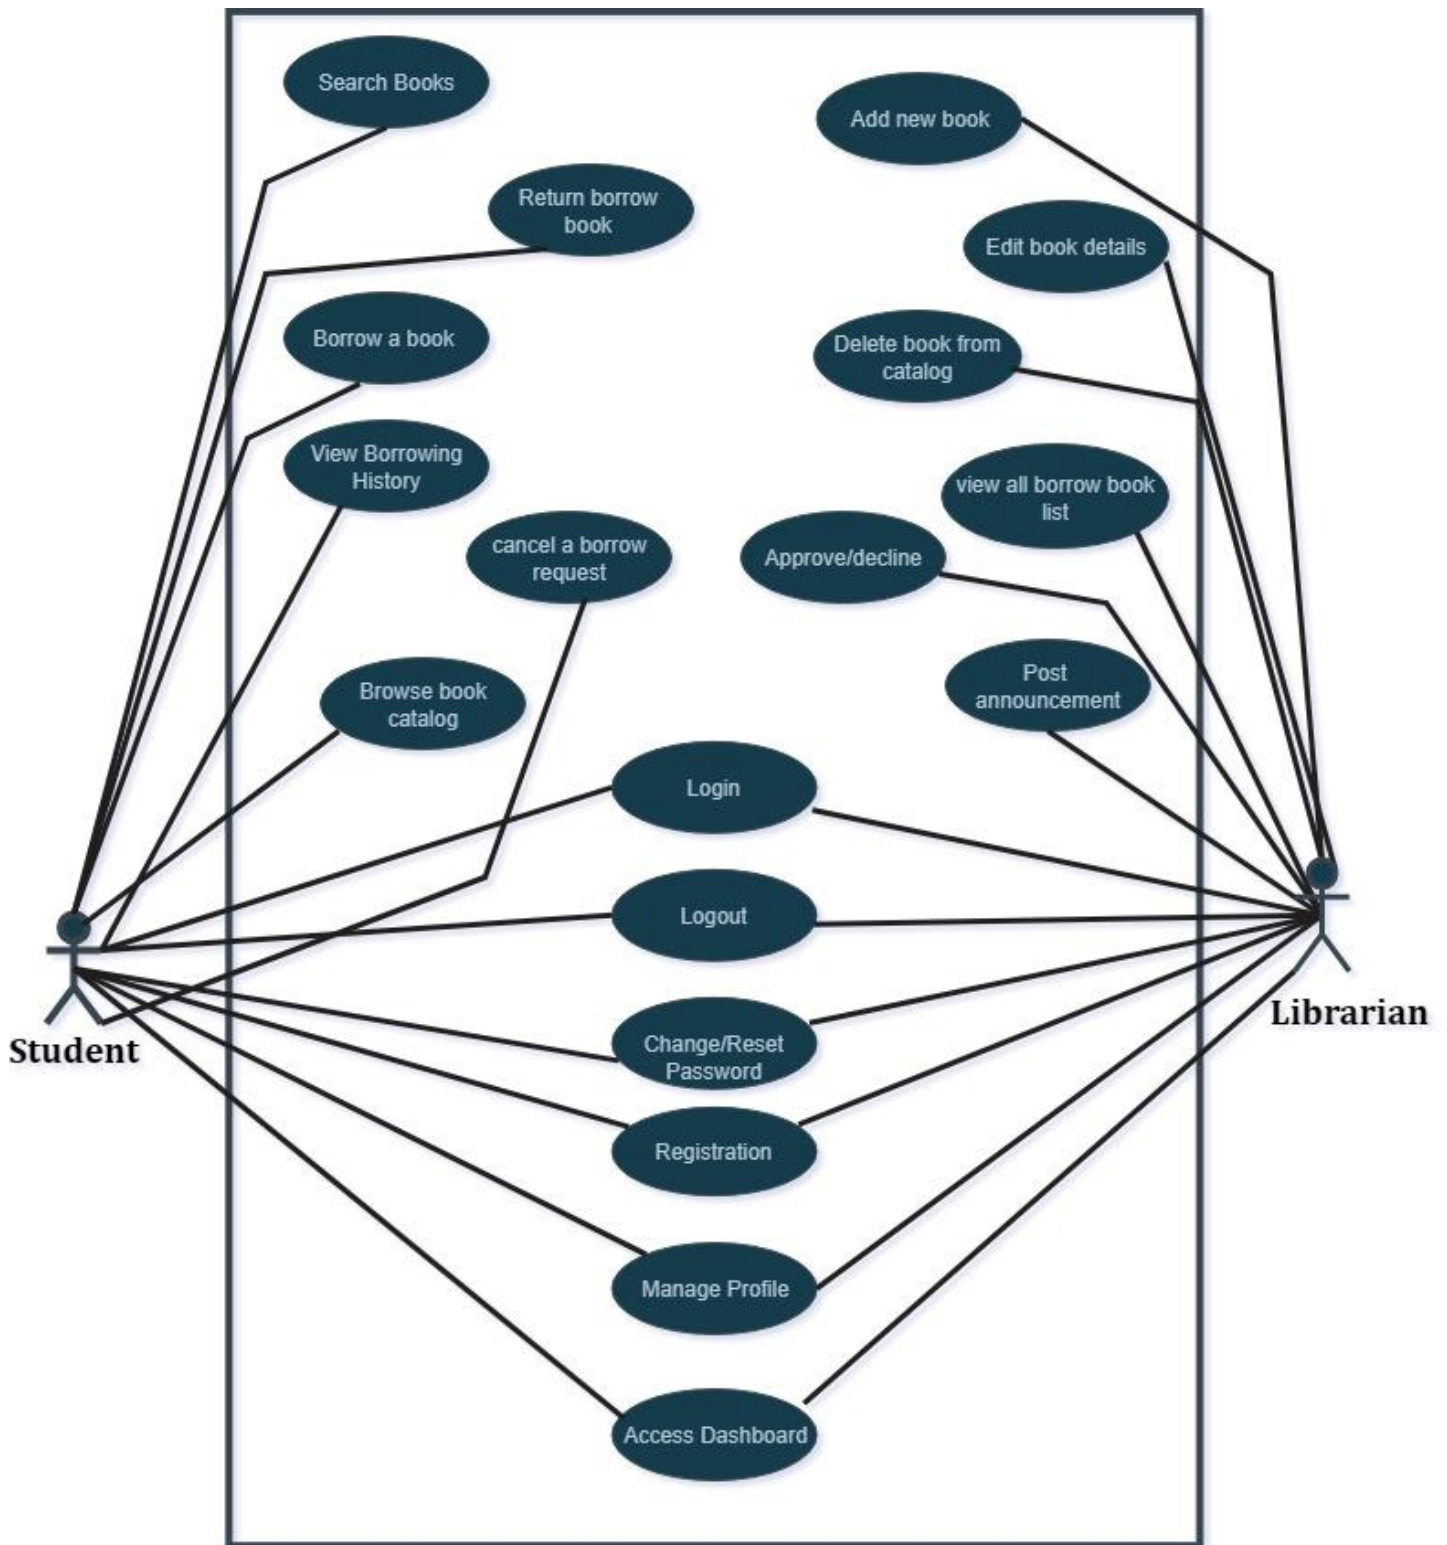 Search Books
Add new book
Return borrow
book
Edit book details
Borrow a book
Delete book from
catalog
View Borrowing
History
view all borrow book
list
cancel a borrow
request
Approve/decline
Browse book
catalog
Post
announcement
Login
Logout
Student
Librarian
Change/Reset
Password
Registration
Manage Profile
Access Dashboard